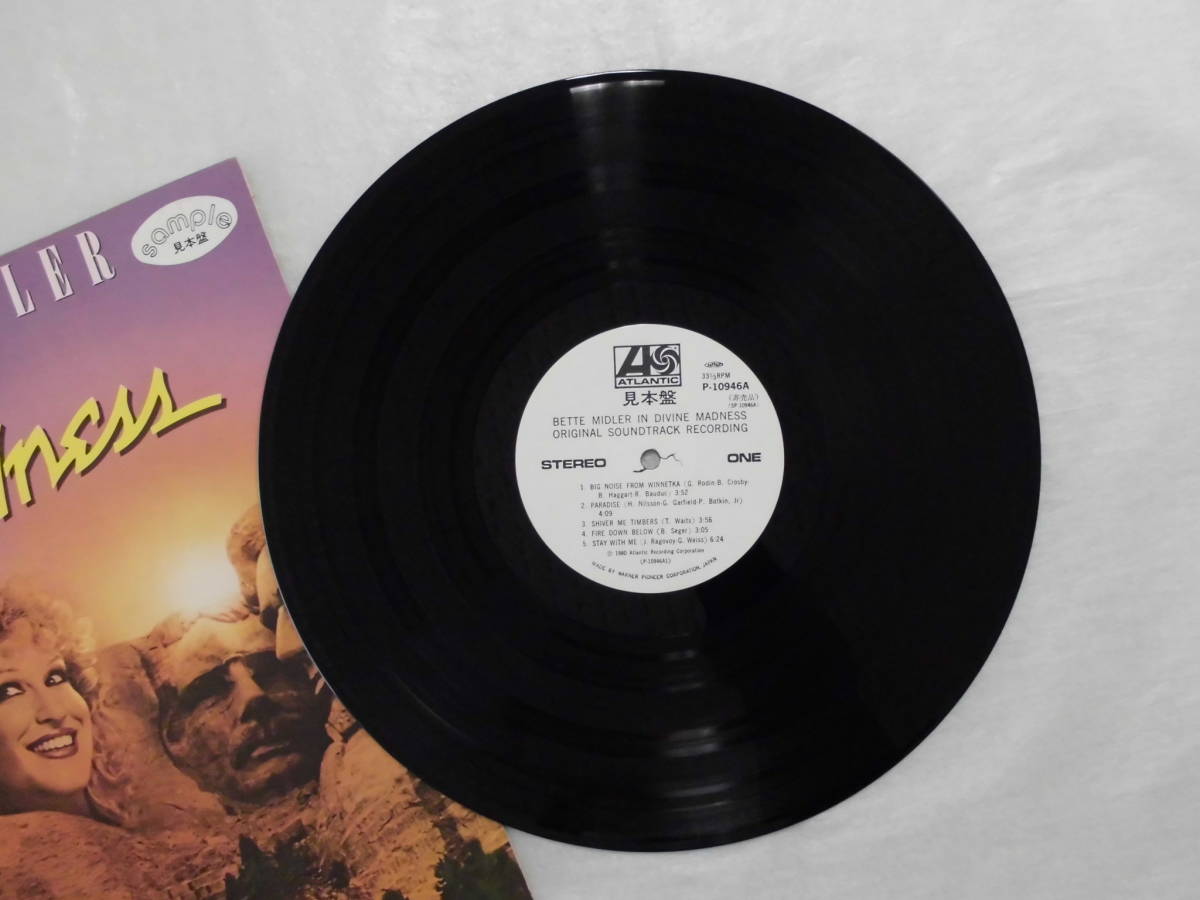 LER
sample
見本盤
ness
ATLANTIC
見本盤
33⅓RPM
P-10946A
(非売品)
(SP 10946A)
BETTE MIDLER IN DIVINE MADNESS
ORIGINAL SOUNDTRACK RECORDING
STEREO ONE
1. BIG NOISE FROM WINNETKA (G. Rodin-B. Crosby-
B. Haggart-R. Bauduc) 3:52
2. PARADISE (H. Nilsson-G. Garfield-P. Botkin, Jr)
4:09
3. SHIVER ME TIMBERS (T. Waits) 3:56
4. FIRE DOWN BELOW (B. Seger) 3:05
5. STAY WITH ME (J. Ragovoy-G. Weiss) 6:24
Ⓟ 1980 Atlantic Recording Corporation
(P-10946A1)
MADE BY WARNER PIONEER CORPORATION, JAPAN